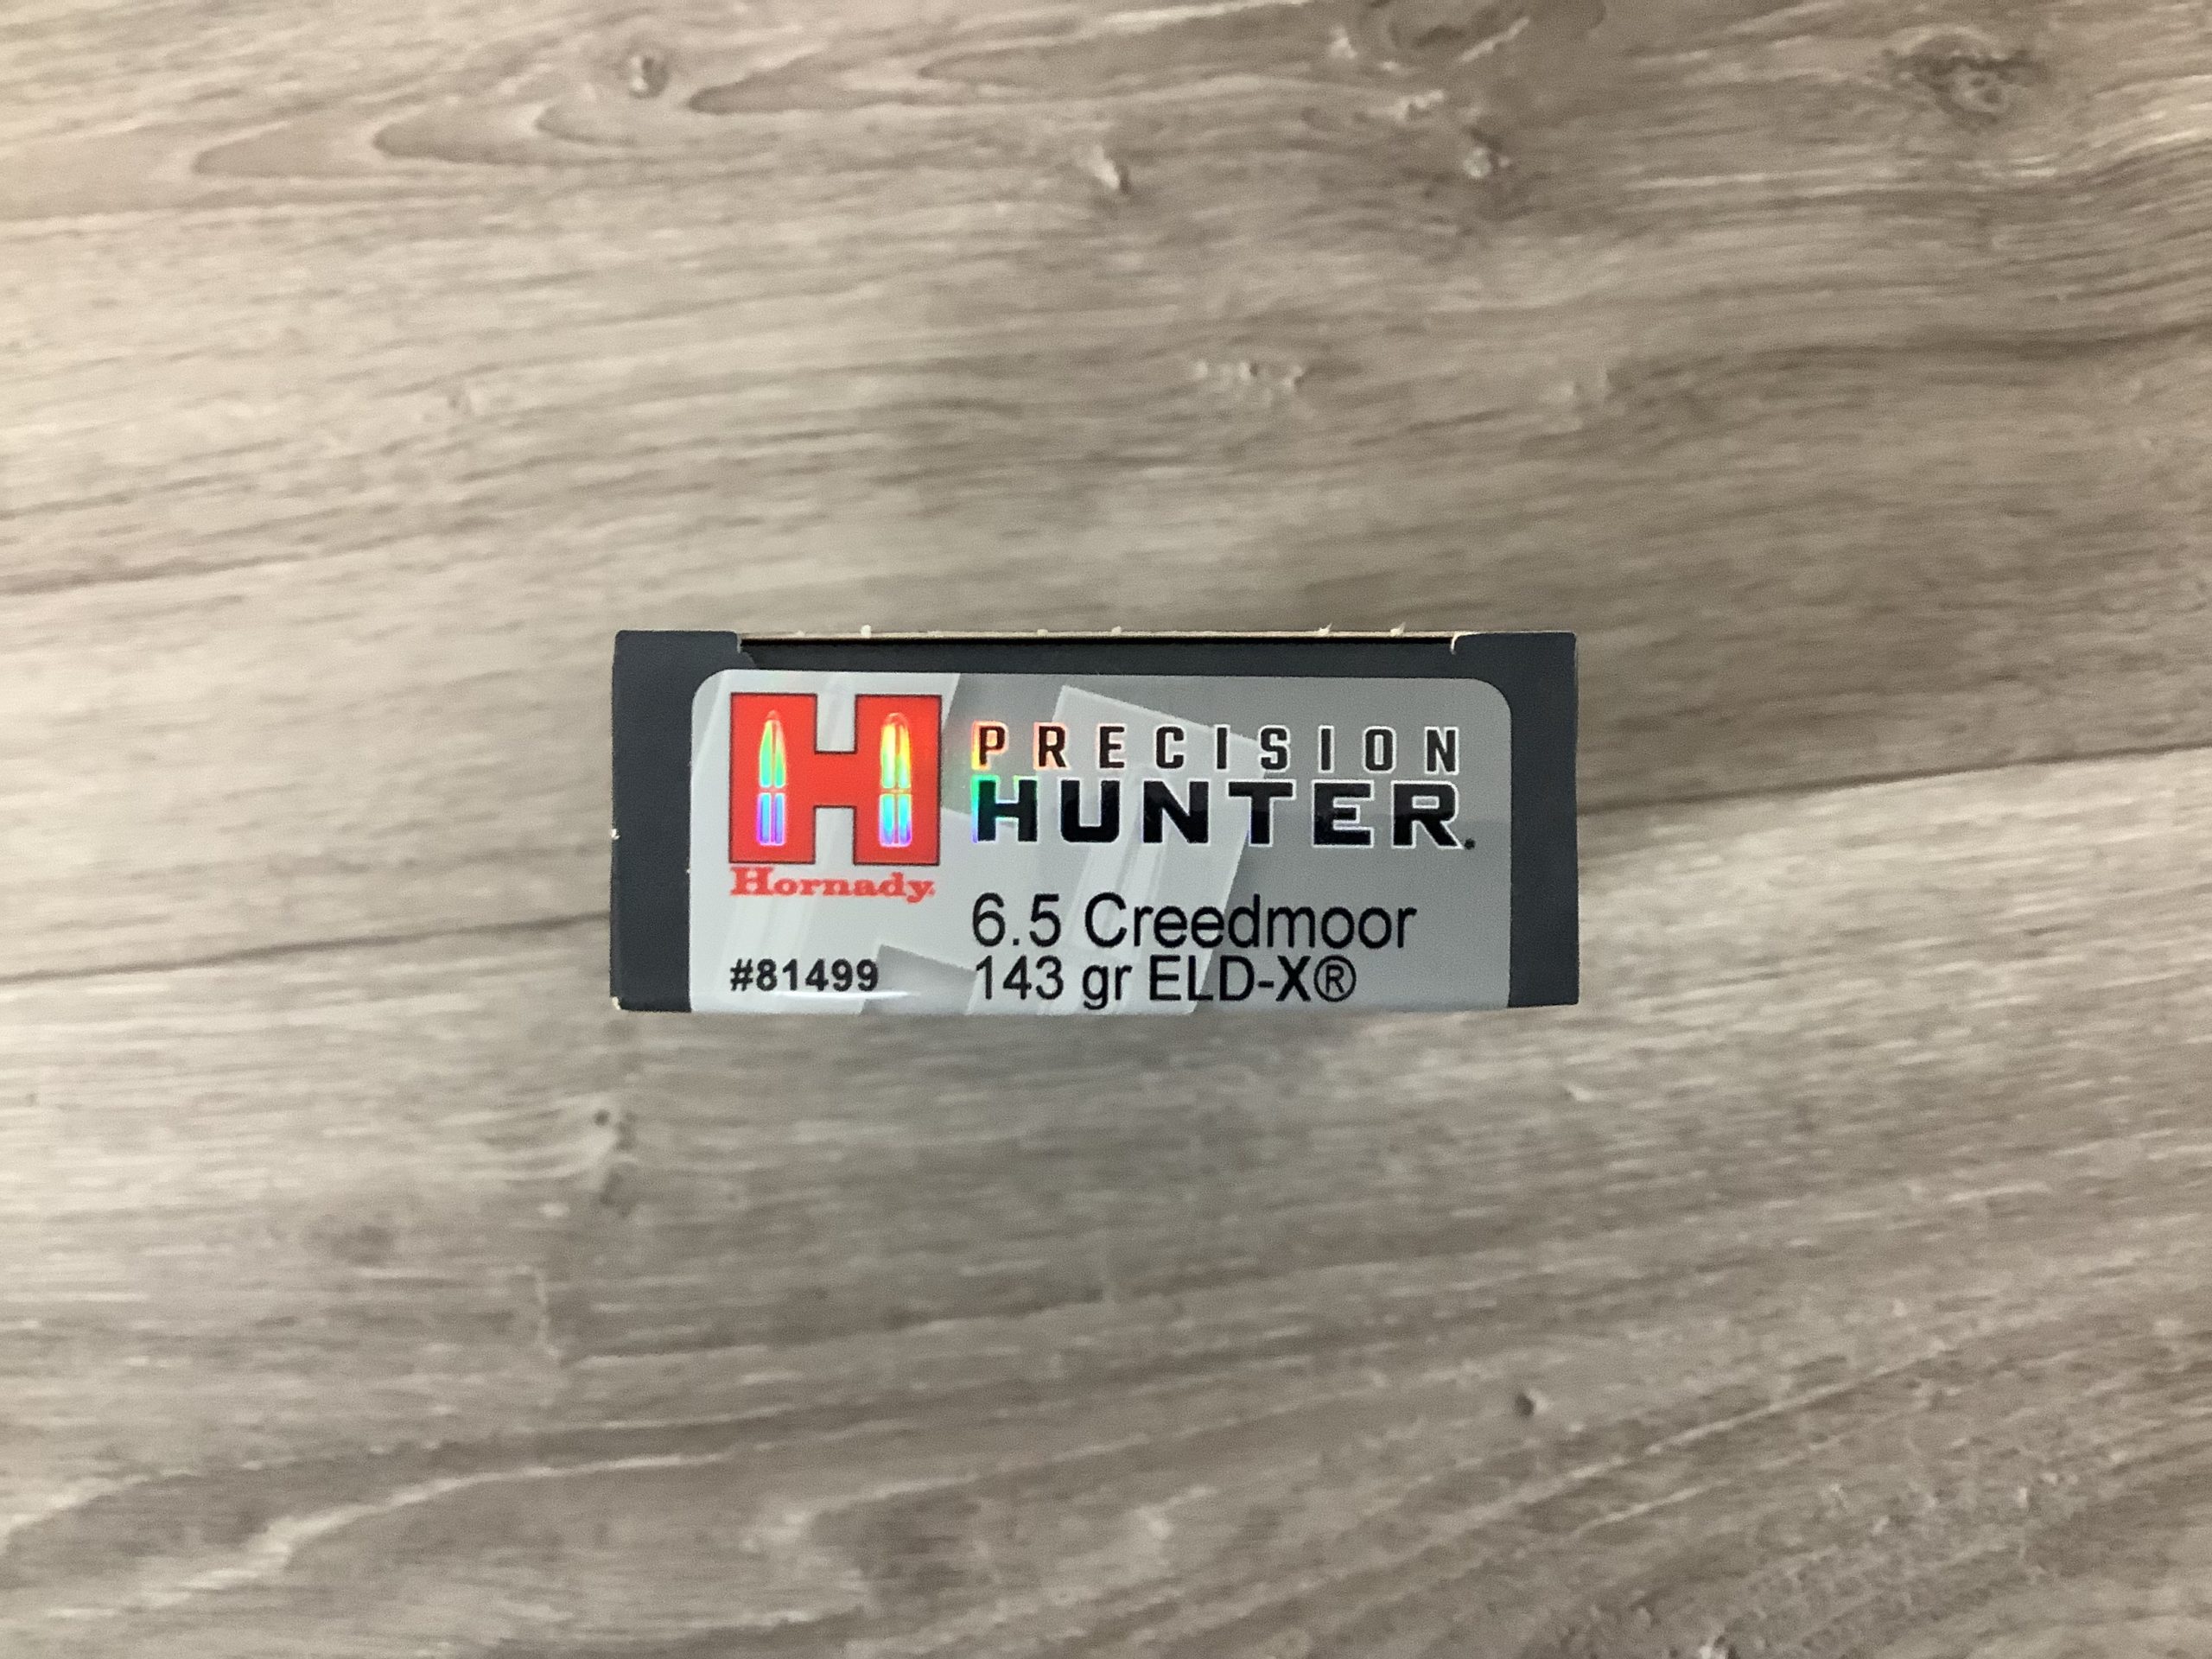 PRECISION
HUNTER.
Hornady.
6.5 Creedmoor
#81499
143 gr ELD-X®